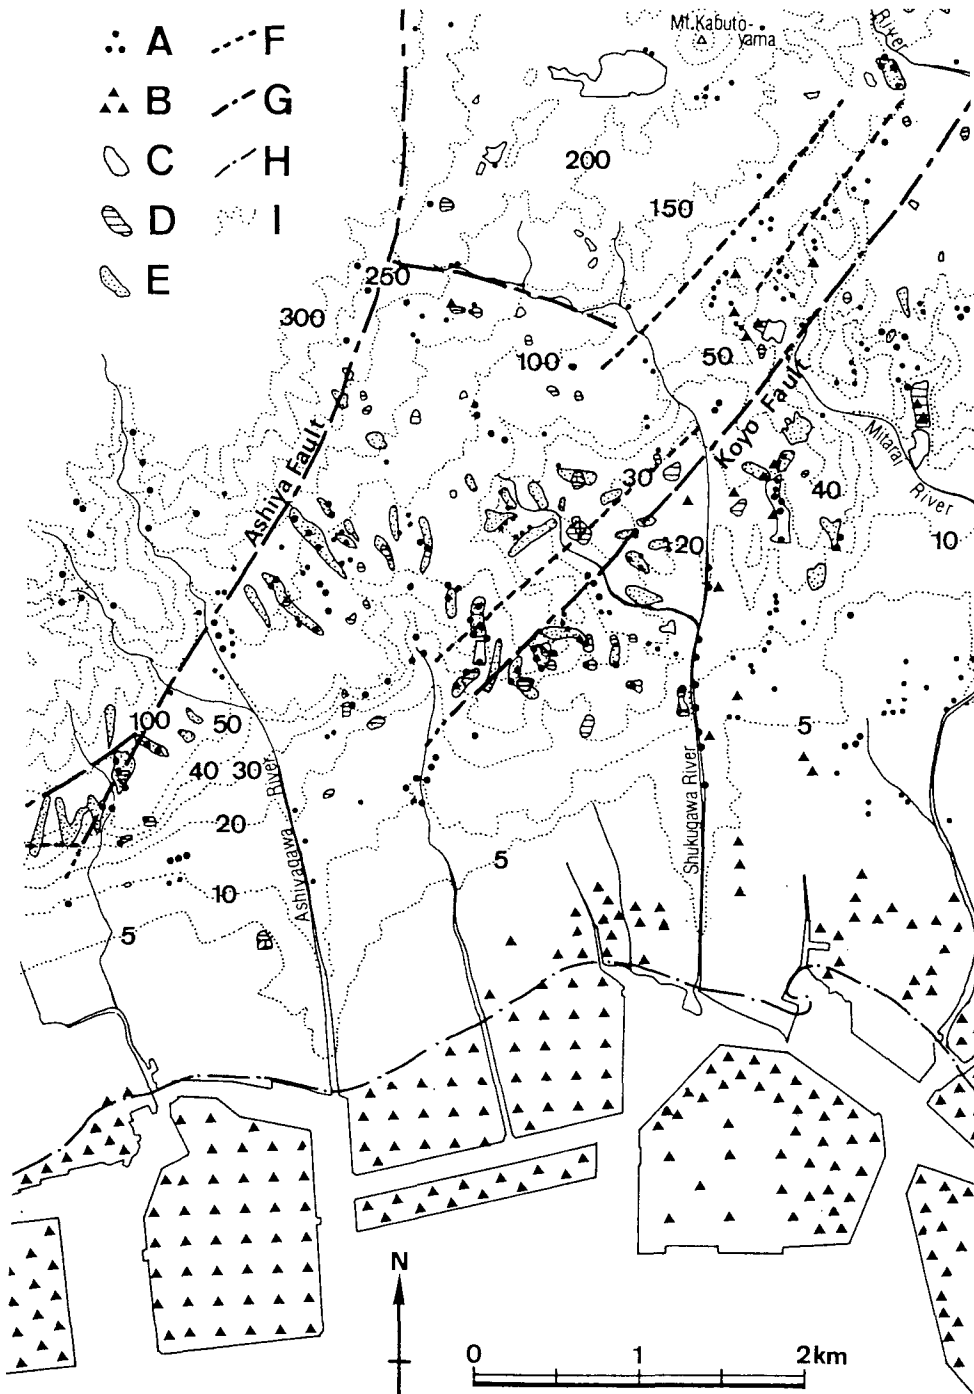 A
F
B
G
C
H
D
I
E
Mt.Kabuto-
yama
River
200
150
250
300
100
50
Ashiya Fault
Koyo Fault
Mitarai
River
30
40
20
10
100
50
40 30
20
10
5
5
5
River
Ashiyagawa
Shukugawa River
N
0 1 2km